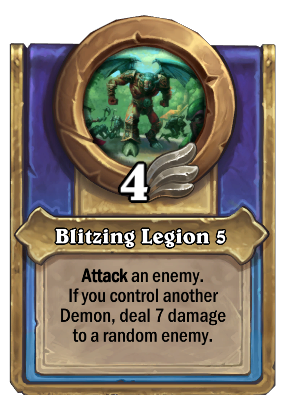 4
Blitzing Legion 5
Attack an enemy.
If you control another
Demon, deal 7 damage
to a random enemy.